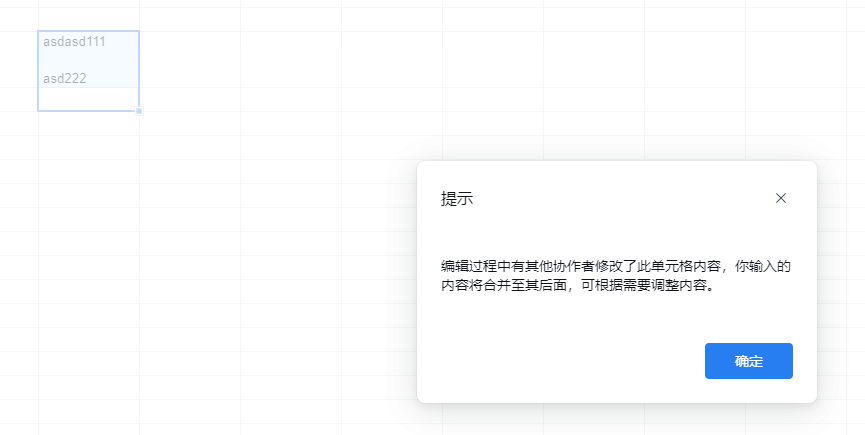 asdasd111
asd222
提示
编辑过程中有其他协作者修改了此单元格内容，你输入的
内容将合并至其后面，可根据需要调整内容。
确定